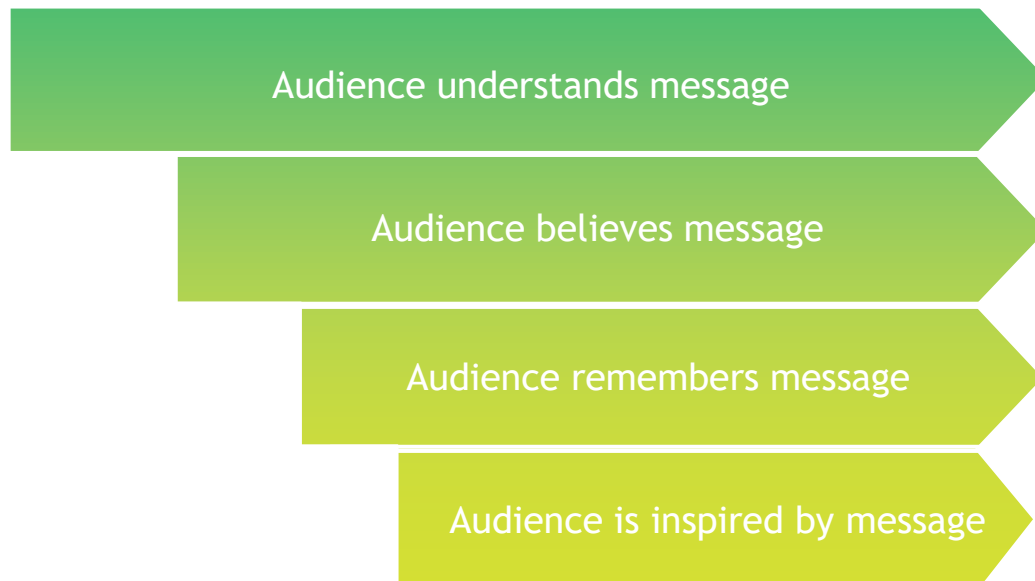 Audience understands message
Audience believes message
Audience remembers message
Audience is inspired by message